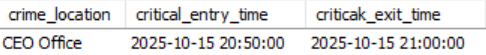 crime_location critical_entry_time criticak_exit_time
CEO Office 2025-10-15 20:50:00 2025-10-15 21:00:00